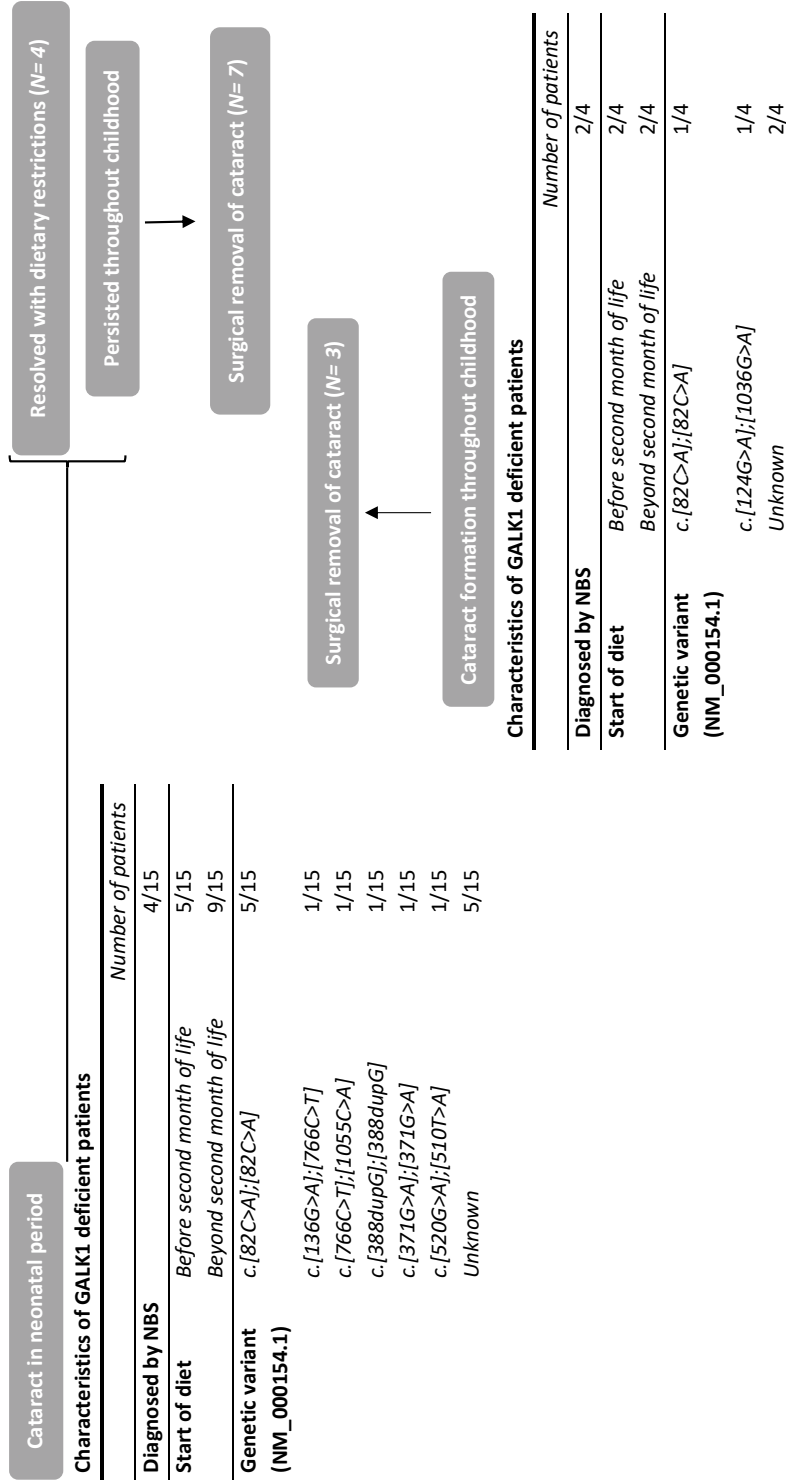 Cataract in neonatal period
Resolved with dietary restrictions (N= 4)
Persisted throughout childhood
Surgical removal of cataract (N= 7)
Characteristics of GALK1 deficient patients
Number of patients
Diagnosed by NBS 4/15
Start of diet Before second month of life 5/15
Beyond second month of life 9/15
Genetic variant c.[82C>A];[82C>A] 5/15
(NM_000154.1)
c.[136G>A];[766C>T] 1/15
c.[766C>T];[1055C>A] 1/15
c.[388dupG];[388dupG] 1/15
c.[371G>A];[371G>A] 1/15
c.[520G>A];[510T>A] 1/15
Unknown 5/15
Surgical removal of cataract (N= 3)
Cataract formation throughout childhood
Characteristics of GALK1 deficient patients
Number of patients
Diagnosed by NBS 2/4
Start of diet Before second month of life 2/4
Beyond second month of life 2/4
Genetic variant c.[82C>A];[82C>A] 1/4
(NM_000154.1)
c.[124G>A];[1036G>A] 1/4
Unknown 2/4